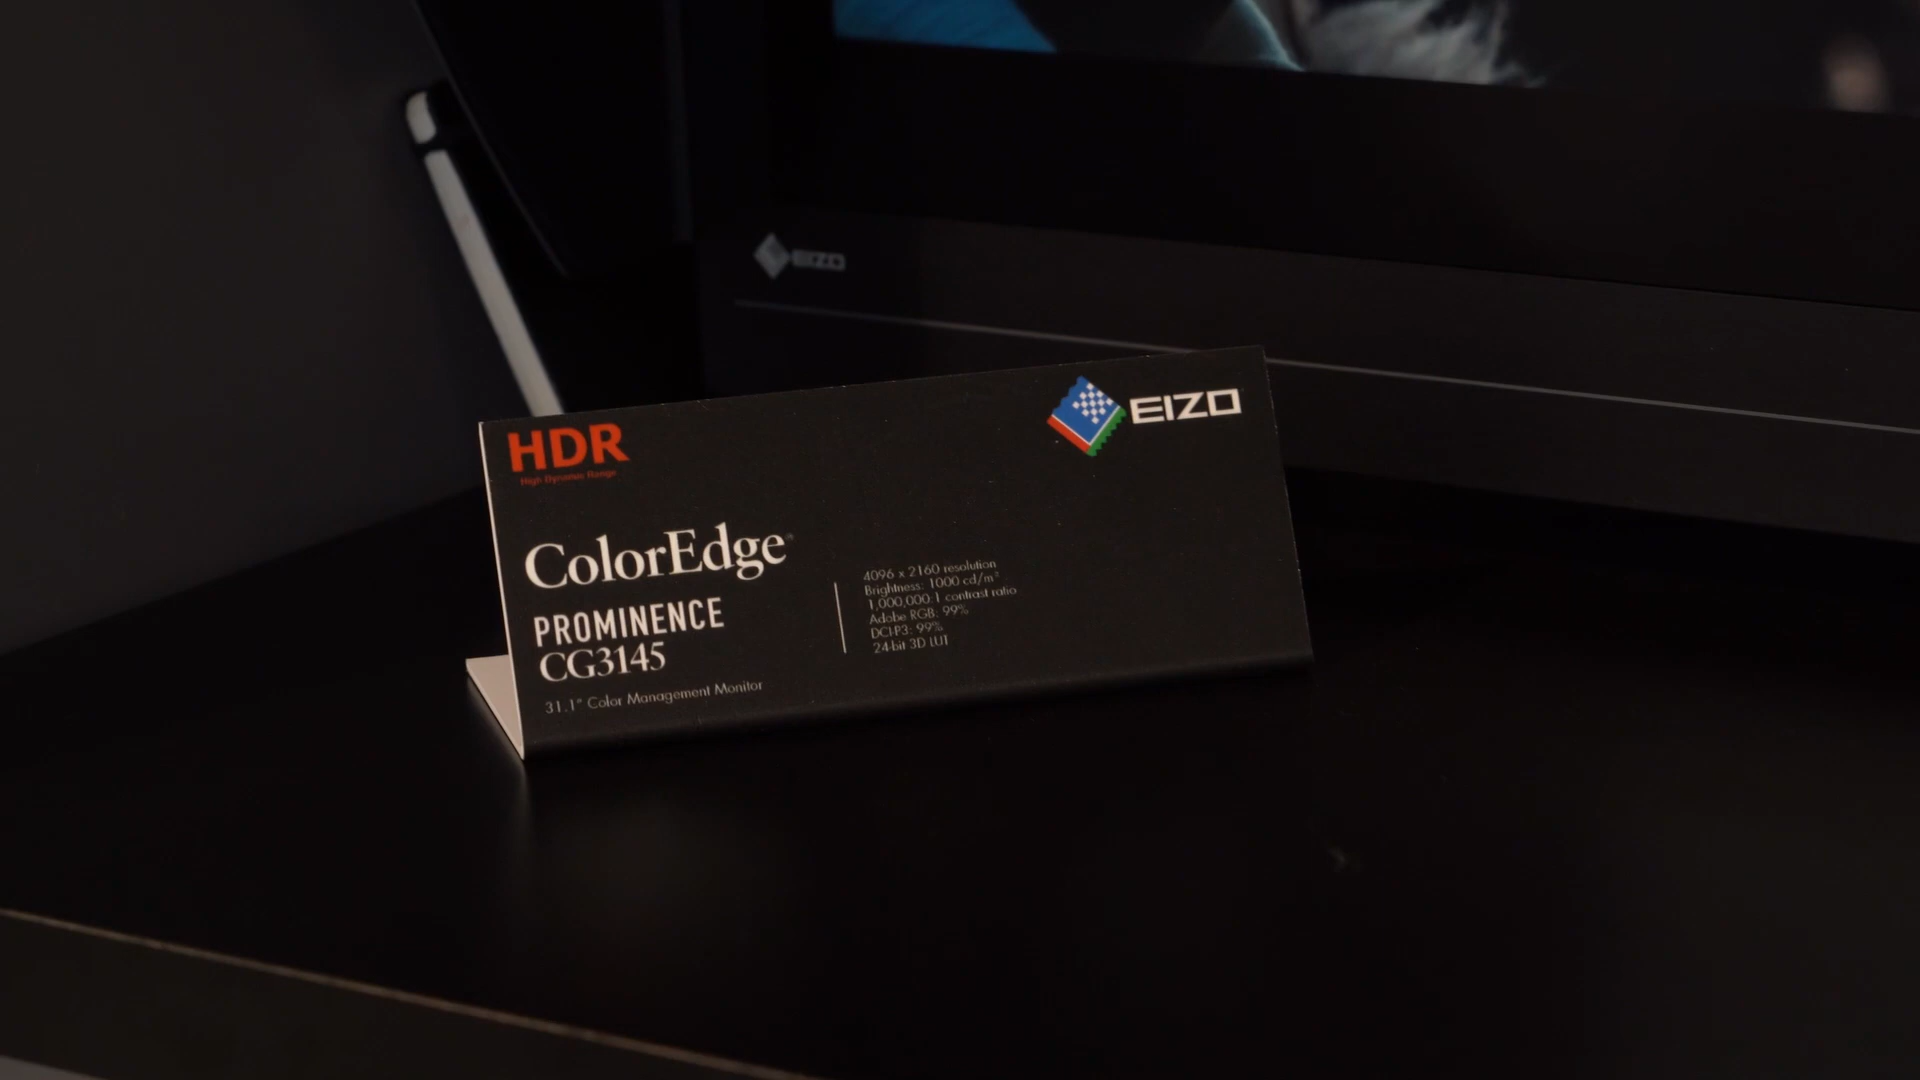 EIZO
HDR
High Dynamic Range
EIZO
ColorEdge®
PROMINENCE
CG3145
31.1" Color Management Monitor
4096 x 2160 resolution
Brightness: 1000 cd/m²
1,000,000:1 contrast ratio
Adobe RGB: 99%
DCI-P3: 99%
24-bit 3D LUT